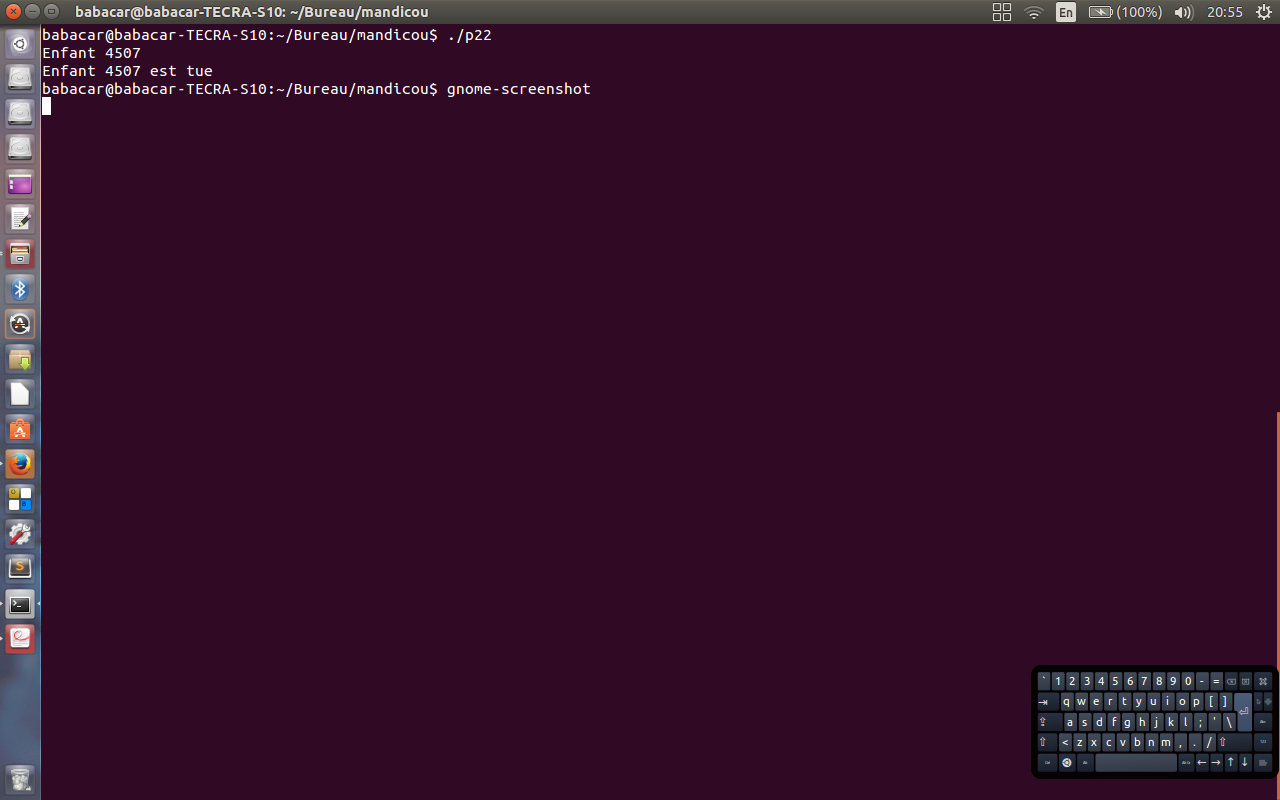 babacar@babacar-TECRA-S10: ~/Bureau/mandicou
En (100%) 20:55
babacar@babacar-TECRA-S10:~/Bureau/mandicou$ ./p22
Enfant 4507
Enfant 4507 est tue
babacar@babacar-TECRA-S10:~/Bureau/mandicou$ gnome-screenshot
` 1 2 3 4 5 6 7 8 9 0 - =
q w e r t y u i o p [ ]
a s d f g h j k l ; ' \
< z x c v b n m , . /